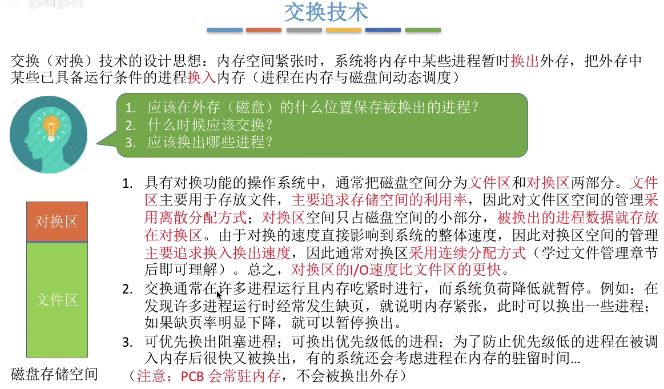 交换技术
交换（对换）技术的设计思想：内存空间紧张时，系统将内存中某些进程暂时换出外存，把外存中
某些已具备运行条件的进程换入内存（进程在内存与磁盘间动态调度）
1. 应该在外存（磁盘）的什么位置保存被换出的进程？
2. 什么时候应该交换？
3. 应该换出哪些进程？
对换区
文件区
磁盘存储空间
1. 具有对换功能的操作系统中，通常把磁盘空间分为文件区和对换区两部分。文件
区主要用于存放文件，主要追求存储空间的利用率，因此对文件区空间的管理采
用离散分配方式；对换区空间只占磁盘空间的小部分，被换出的进程数据就存放
在对换区。由于对换的速度直接影响到系统的整体速度，因此对换区空间的管理
主要追求换入换出速度，因此通常对换区采用连续分配方式（学过文件管理章节
后即可理解）。总之，对换区的I/O速度比文件区的更快。
2. 交换通常在许多进程运行且内存吃紧时进行，而系统负荷降低就暂停。例如：在
发现许多进程运行时经常发生缺页，就说明内存紧张，此时可以换出一些进程；
如果缺页率明显下降，就可以暂停换出。
3. 可优先换出阻塞进程；可换出优先级低的进程；为了防止优先级低的进程在被调
入内存后很快又被换出，有的系统还会考虑进程在内存的驻留时间…
（注意：PCB 会常驻内存，不会被换出外存）